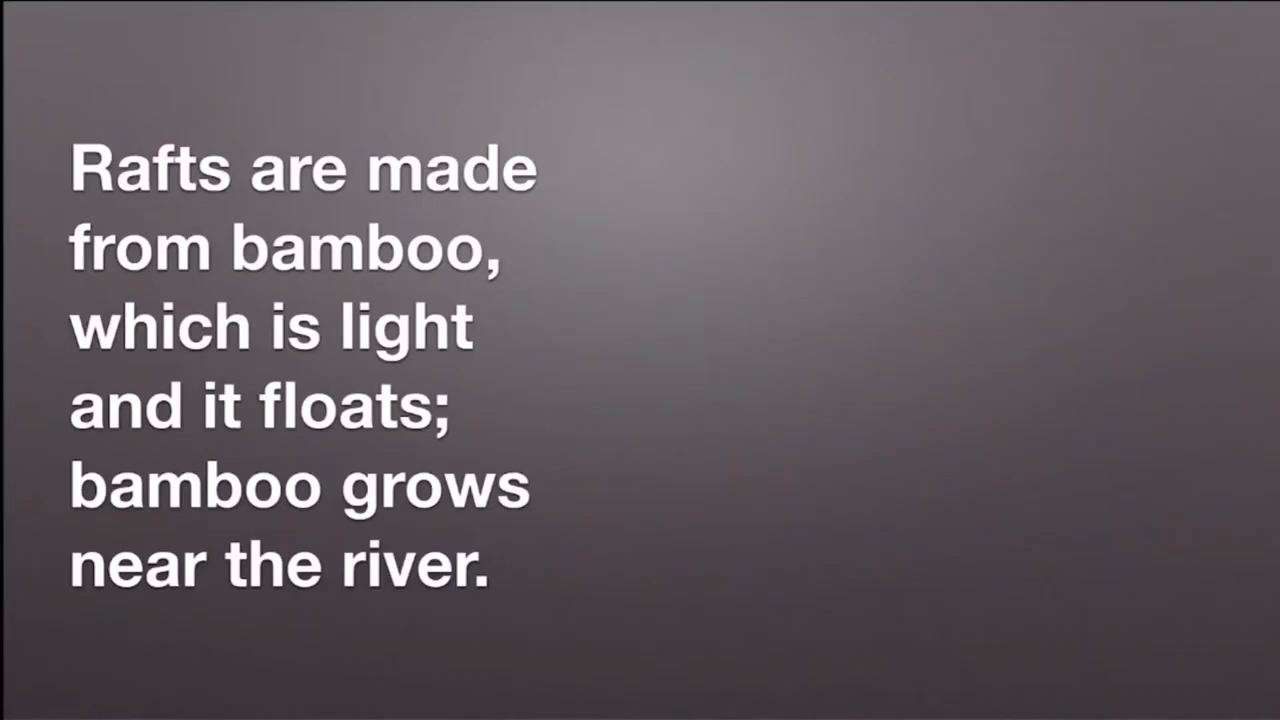 Rafts are made
from bamboo,
which is light
and it floats;
bamboo grows
near the river.